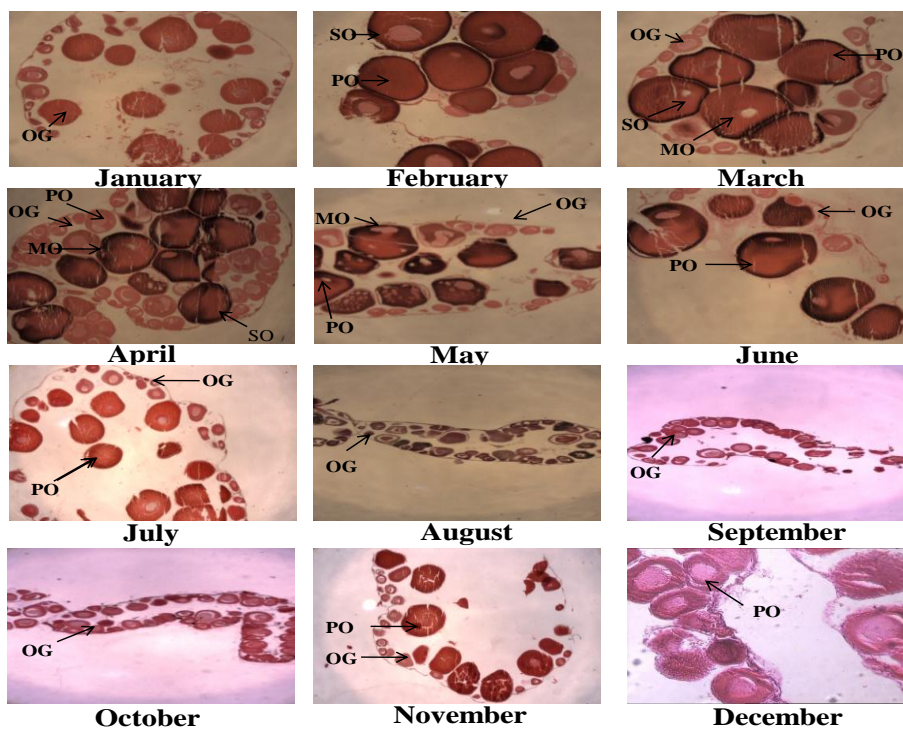 OG
January
SO
PO
February
OG
PO
SO
MO
March
PO
OG
MO
SO
April
MO
OG
PO
May
OG
PO
June
OG
PO
July
OG
August
OG
September
OG
October
PO
OG
November
PO
December